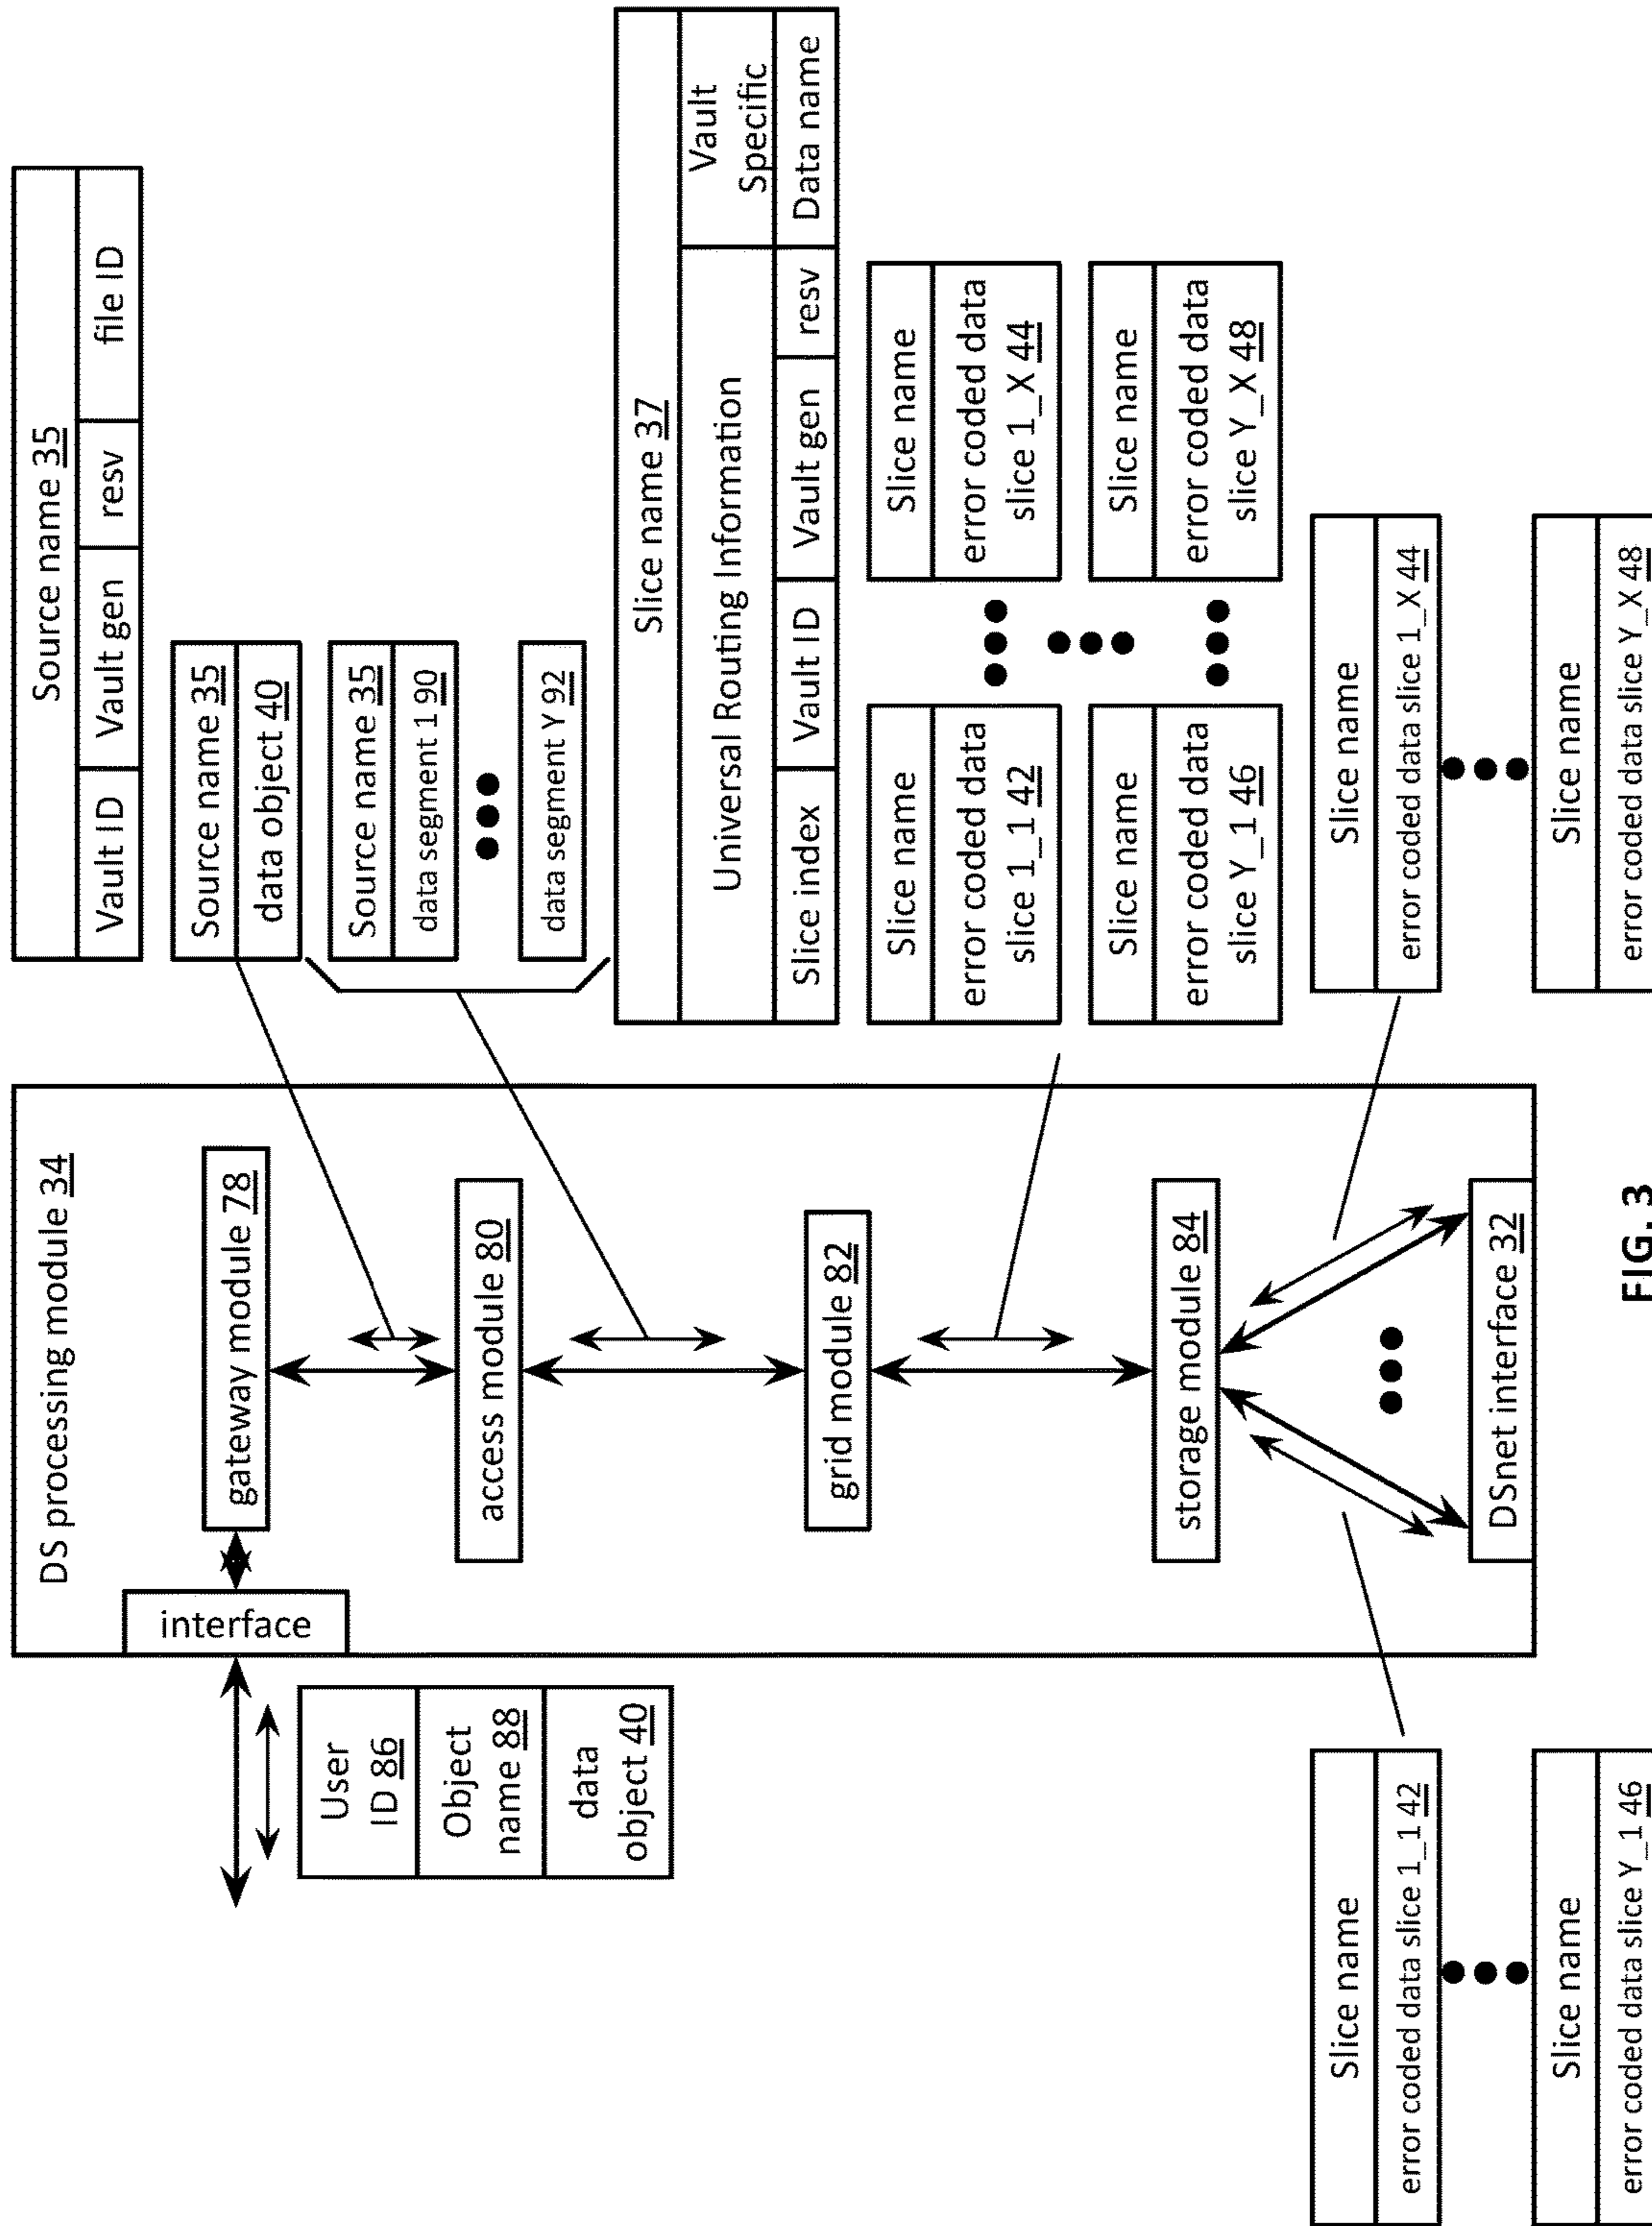 DS processing module 34
interface
gateway module 78
access module 80
grid module 82
storage module 84
DSnet interface 32
User
ID 86
Object
name 88
data
object 40
Source name 35
Vault ID
Vault gen
resv
file ID
Source name 35
data object 40
Source name 35
data segment 1 90
data segment Y 92
Slice name 37
Universal Routing Information
Vault
Specific
Slice index
Vault ID
Vault gen
resv
Data name
Slice name
error coded data
slice 1_1 42
Slice name
error coded data
slice 1_X 44
Slice name
error coded data
slice Y_1 46
Slice name
error coded data
slice Y_X 48
Slice name
error coded data slice 1_1 42
Slice name
error coded data slice Y_1 46
Slice name
error coded data slice 1_X 44
Slice name
error coded data slice Y_X 48
FIG. 3